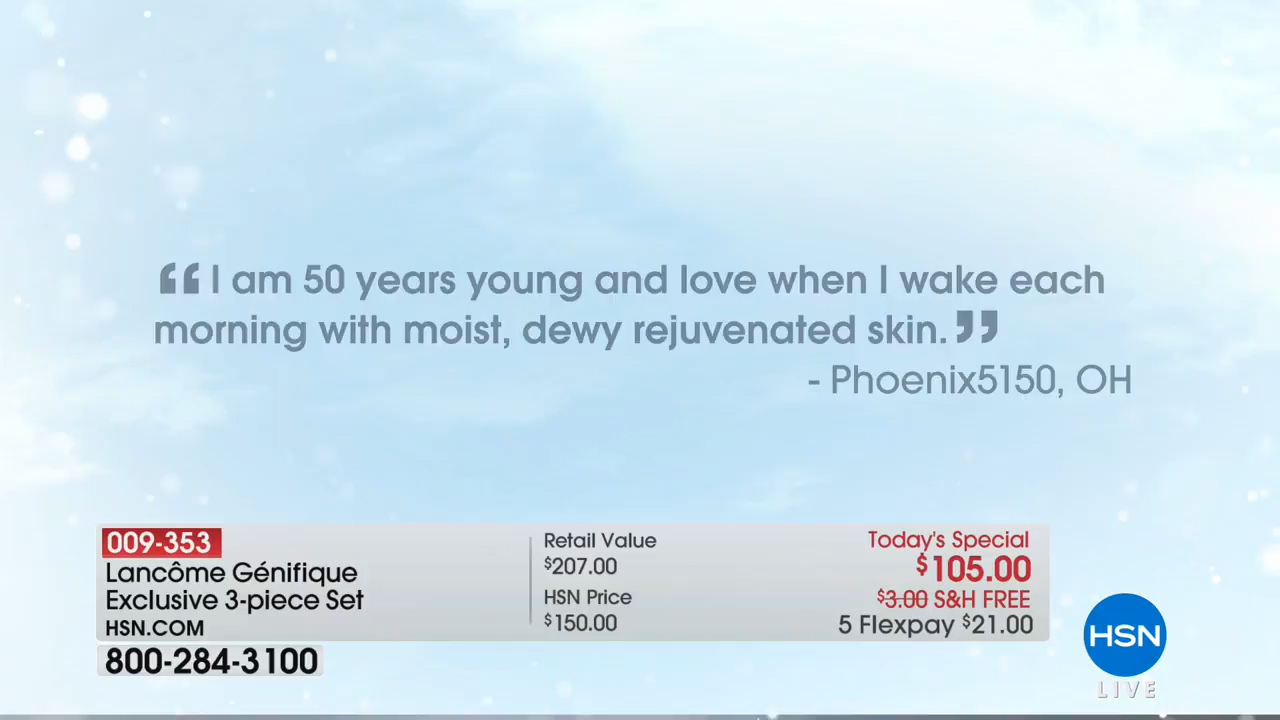 ❝ I am 50 years young and love when I wake each
morning with moist, dewy rejuvenated skin. ❞
- Phoenix5150, OH
009-353
Lancôme Génifique
Exclusive 3-piece Set
HSN.COM
800-284-3100
Retail Value
$207.00
HSN Price
$150.00
Today's Special
$105.00
$3.00 S&H FREE
5 Flexpay $21.00
HSN
LIVE